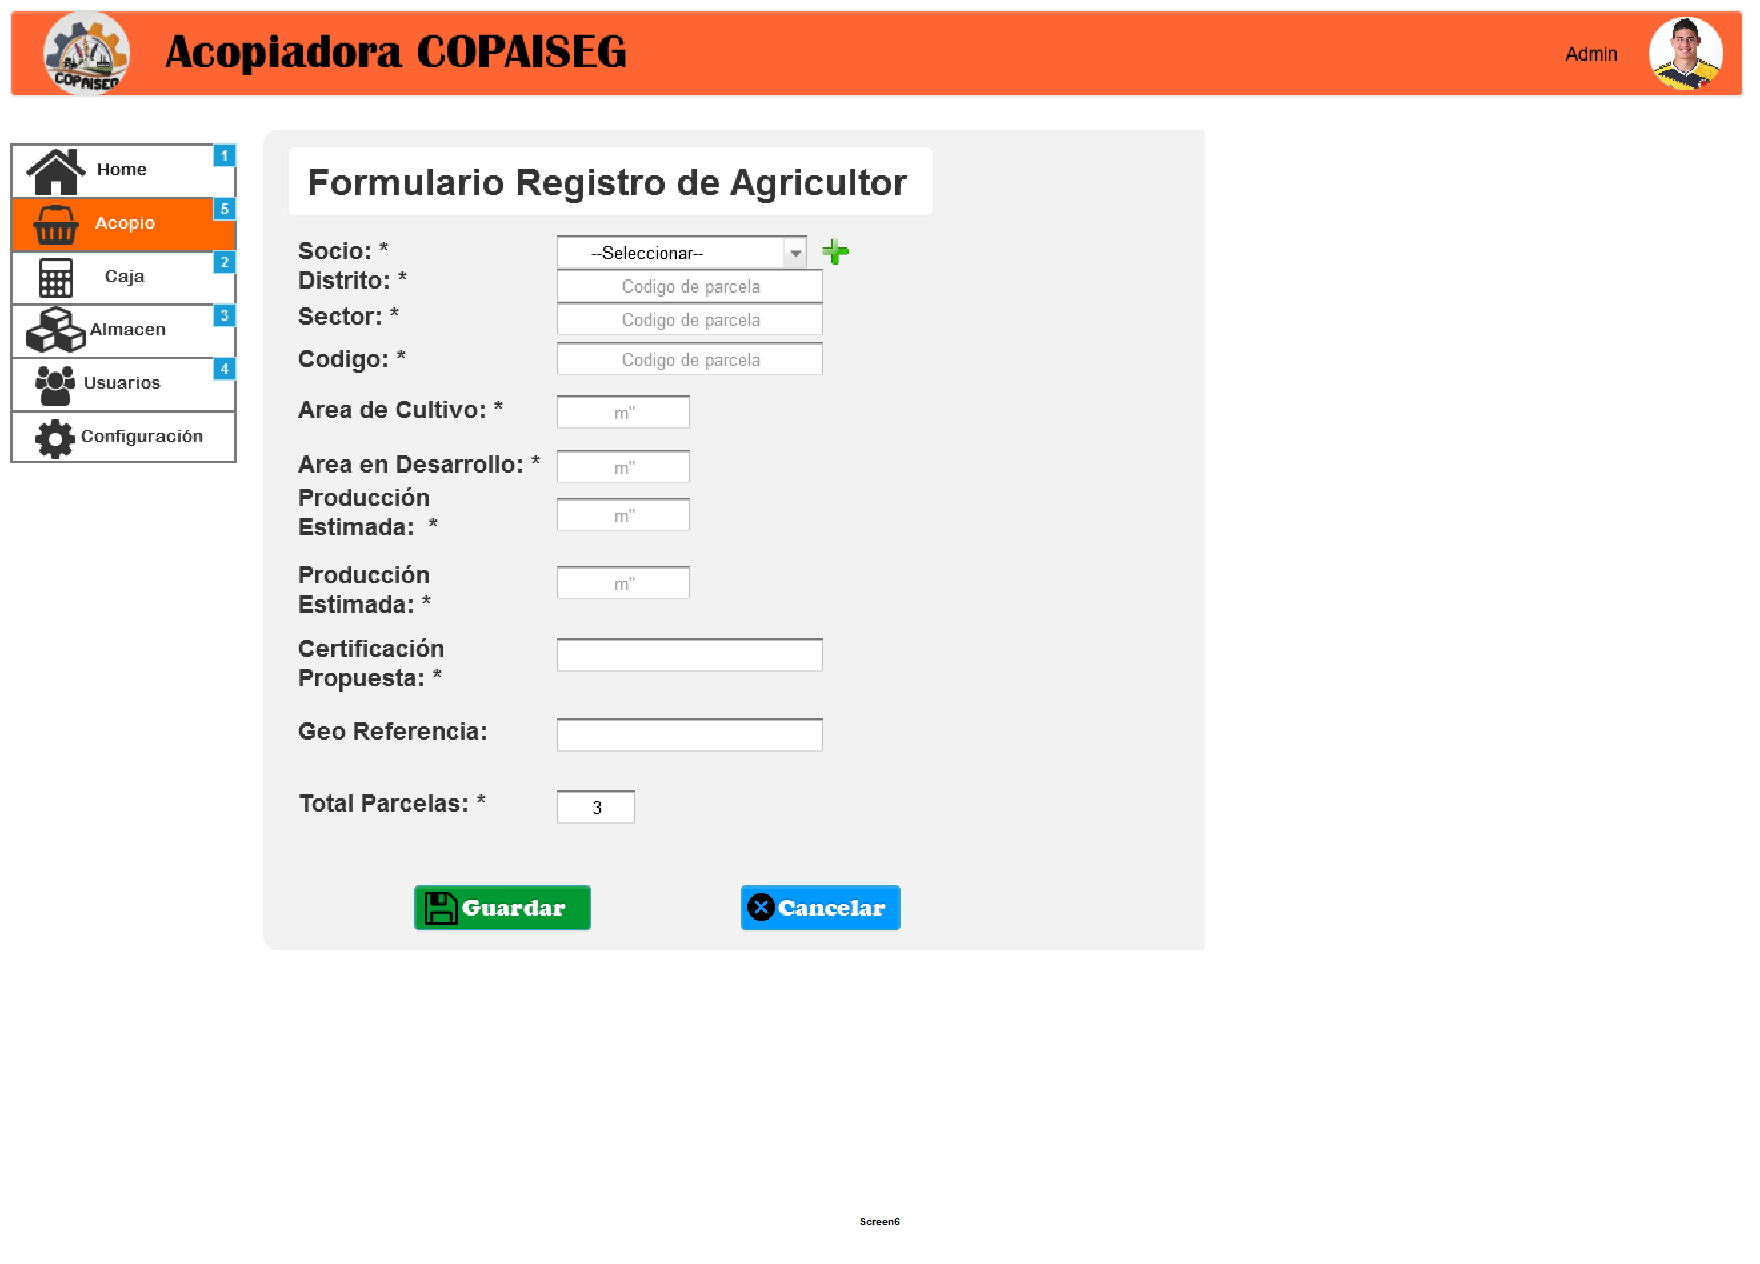 COPAISEG
Acopiadora COPAISEG
Admin
Home 1
Acopio 5
Caja 2
Almacen 3
Usuarios 4
Configuración
Formulario Registro de Agricultor
Socio: * --Seleccionar--
Distrito: * Codigo de parcela
Sector: * Codigo de parcela
Codigo: * Codigo de parcela
Area de Cultivo: * m"
Area en Desarrollo: * m"
Producción
Estimada: * m"
Producción
Estimada: * m"
Certificación
Propuesta: *
Geo Referencia:
Total Parcelas: * 3
Guardar Cancelar
Screen6